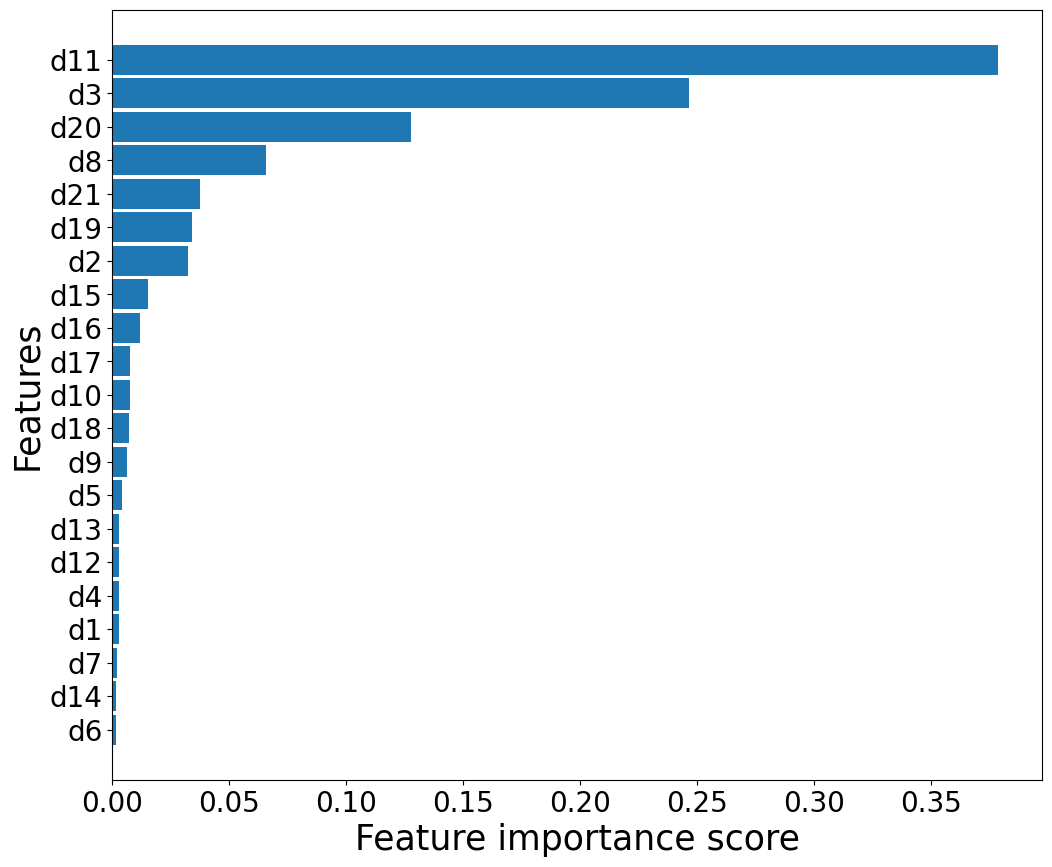 d11
d3
d20
d8
d21
d19
d2
d15
d16
d17
d10
d18
d9
d5
d13
d12
d4
d1
d7
d14
d6
Features
0.00 0.05 0.10 0.15 0.20 0.25 0.30 0.35
Feature importance score